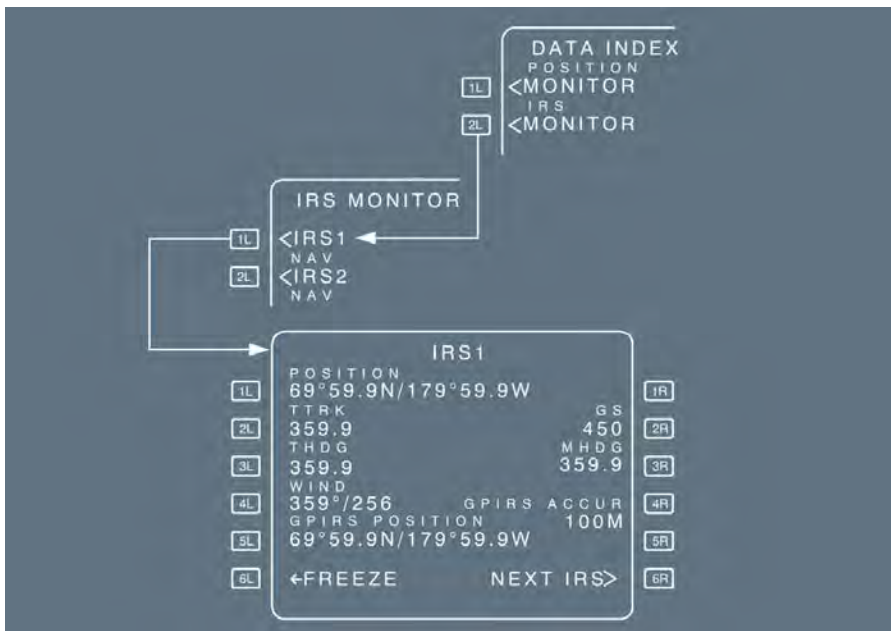 DATA INDEX
POSITION
1L <MONITOR
IRS
2L <MONITOR
IRS MONITOR
1L <IRS1
NAV
2L <IRS2
NAV
IRS1
POSITION
1L 69°59.9N/179°59.9W 1R
TTRK GS
2L 359.9 450 2R
THDG MHDG
3L 359.9 359.9 3R
WIND
4L 359°/256 GPIRS ACCUR 4R
GPIRS POSITION 100M
5L 69°59.9N/179°59.9W 5R
6L ←FREEZE NEXT IRS> 6R